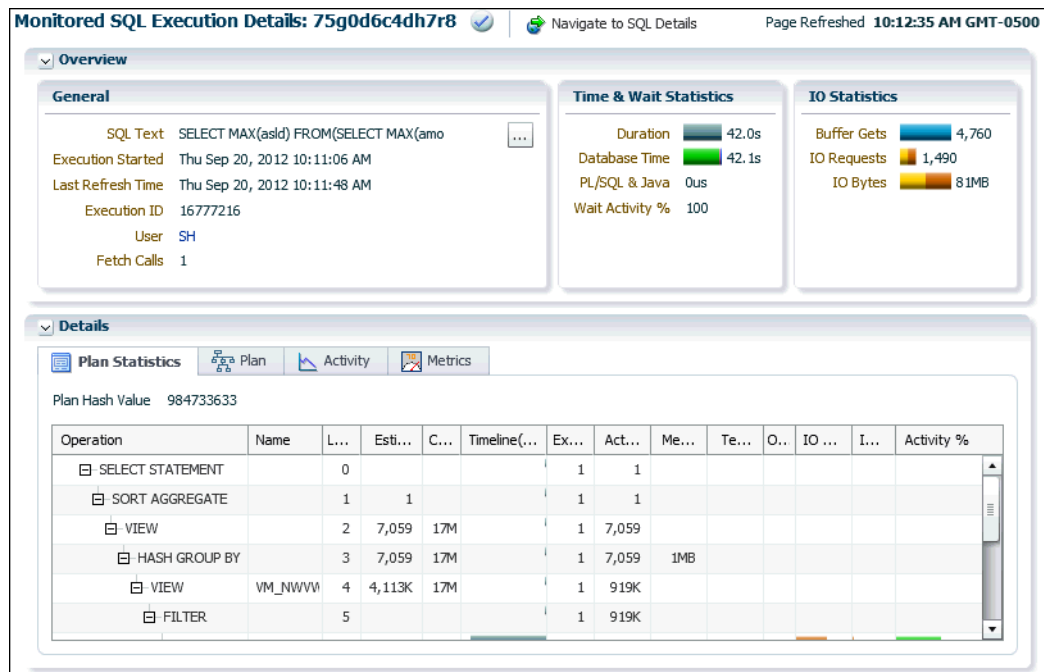 Monitored SQL Execution Details: 75g0d6c4dh7r8 Navigate to SQL Details Page Refreshed 10:12:35 AM GMT-0500
Overview
General
SQL Text SELECT MAX(asld) FROM(SELECT MAX(amo ...
Execution Started Thu Sep 20, 2012 10:11:06 AM
Last Refresh Time Thu Sep 20, 2012 10:11:48 AM
Execution ID 16777216
User SH
Fetch Calls 1
Time & Wait Statistics
Duration 42.0s
Database Time 42.1s
PL/SQL & Java 0us
Wait Activity % 100
IO Statistics
Buffer Gets 4,760
IO Requests 1,490
IO Bytes 81MB
Details
Plan Statistics Plan Activity Metrics
Plan Hash Value 984733633
Operation Name L... Esti... C... Timeline(... Ex... Act... Me... Te... O... IO ... I... Activity %
SELECT STATEMENT 0 1 1
SORT AGGREGATE 1 1 1 1
VIEW 2 7,059 17M 1 7,059
HASH GROUP BY 3 7,059 17M 1 7,059 1MB
VIEW VM_NWVW 4 4,113K 17M 1 919K
FILTER 5 1 919K